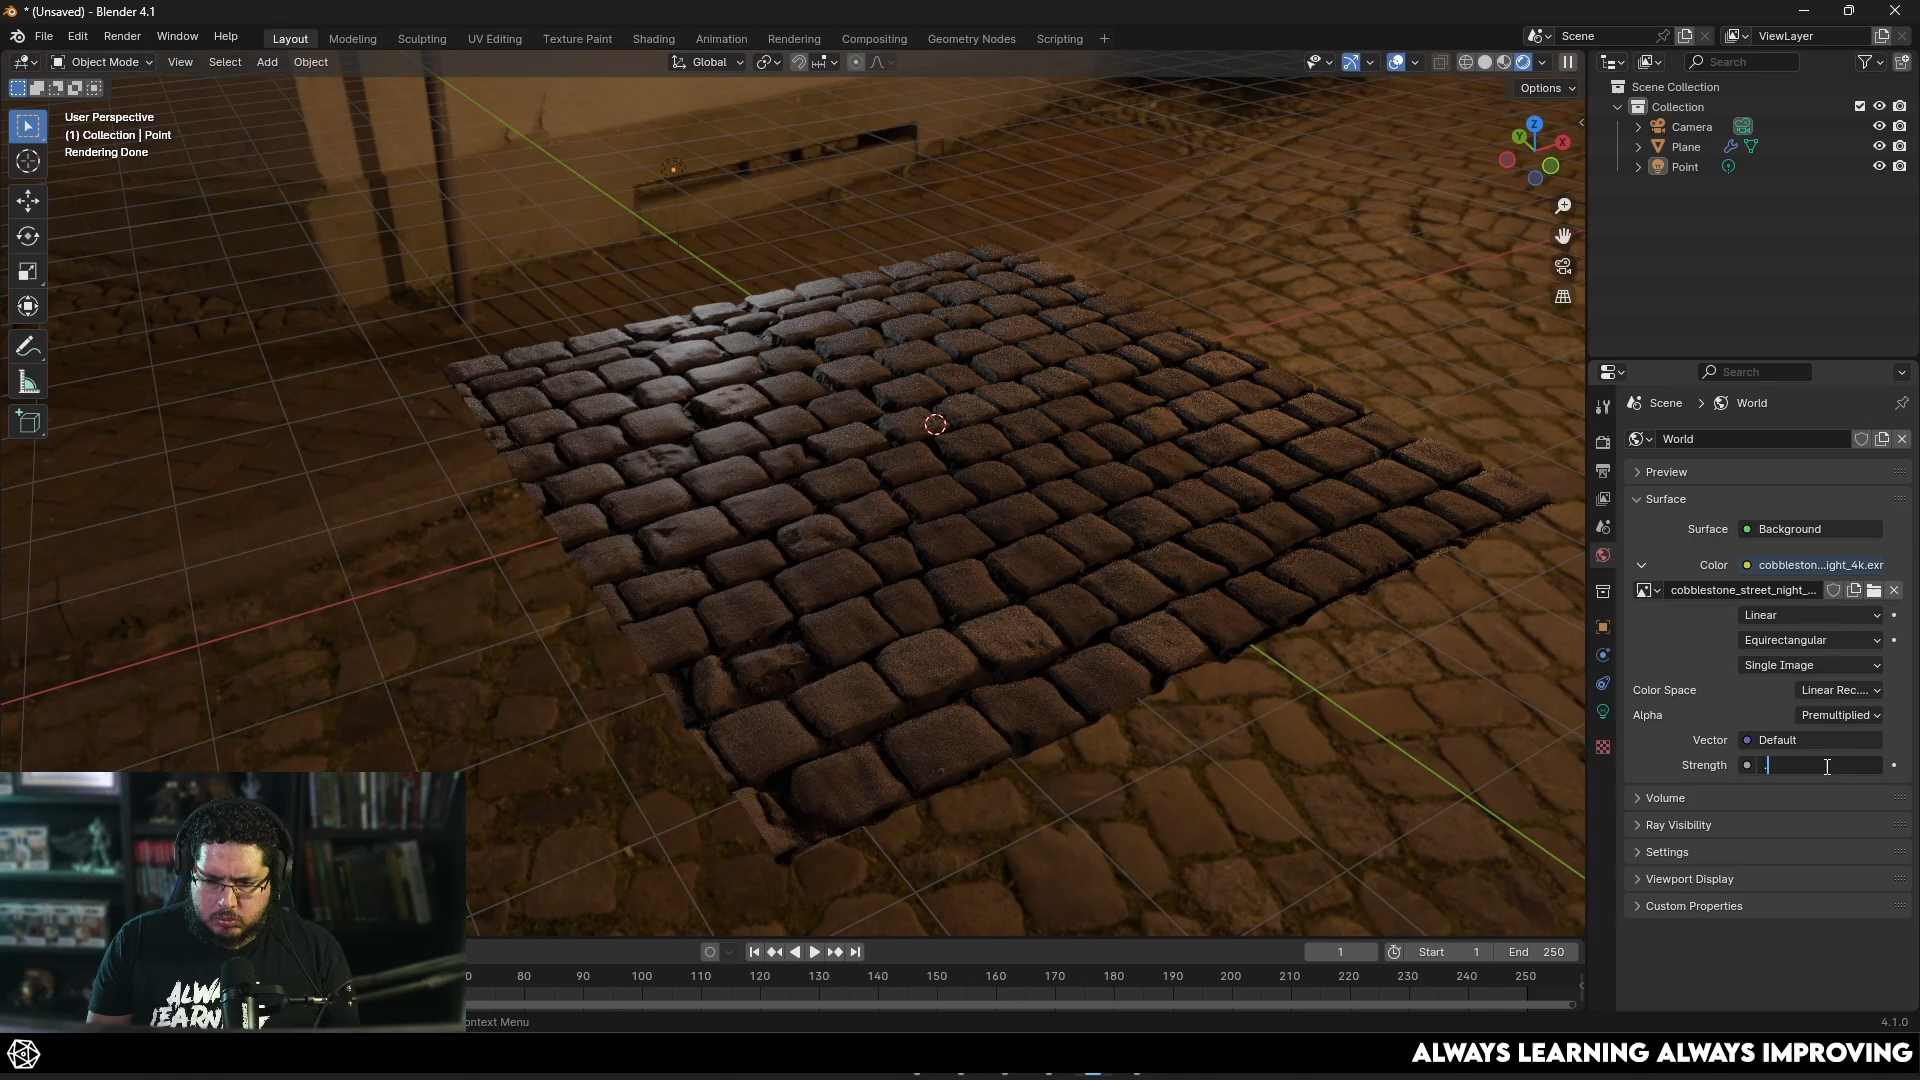 * (Unsaved) - Blender 4.1
File Edit Render Window Help
Layout Modeling Sculpting UV Editing Texture Paint Shading Animation Rendering Compositing Geometry Nodes Scripting +
Scene
ViewLayer
Object Mode View Select Add Object
Global
Search
Options
User Perspective
(1) Collection | Point
Rendering Done
Z
Y
X
Scene Collection
Collection
Camera
Plane
Point
Search
Scene > World
World
Preview
Surface
Surface Background
Color cobbleston...ight_4k.exr
cobblestone_street_night_...
Linear
Equirectangular
Single Image
Color Space Linear Rec....
Alpha Premultiplied
Vector Default
Strength .
Volume
Ray Visibility
Settings
Viewport Display
Custom Properties
1 Start 1 End 250
80 90 100 110 120 130 140 150 160 170 180 190 200 210 220 230 240 250
ontext Menu
4.1.0
ALWAYS LEARNING ALWAYS IMPROVING